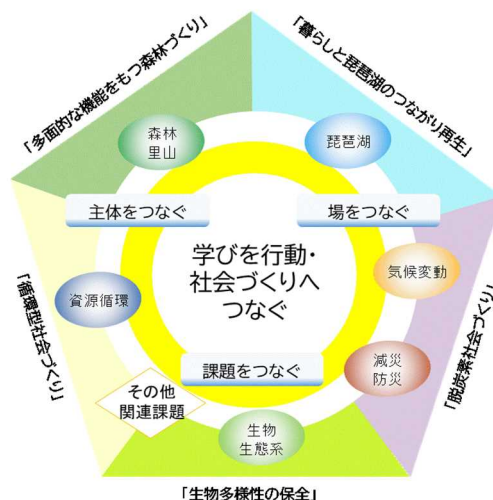 「多面的な機能をもつ森林づくり」
「暮らしと琵琶湖のつながり再生」
森林
里山
琵琶湖
主体をつなぐ
場をつなぐ
学びを行動・
社会づくりへ
つなぐ
資源循環
気候変動
「循環型社会づくり」
「脱炭素社会づくり」
課題をつなぐ
減災
防災
その他
関連課題
生物
生態系
「生物多様性の保全」